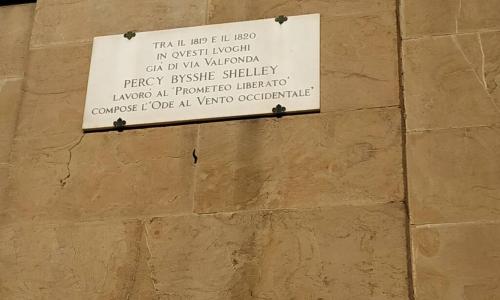 TRA IL 1819 E IL 1820
IN QVESTI LVOGHI
GIÀ DI VIA VALFONDA
PERCY BYSSHE SHELLEY
LAVORÒ AL 'PROMETEO LIBERATO'
COMPOSE L'ODE AL VENTO OCCIDENTALE'